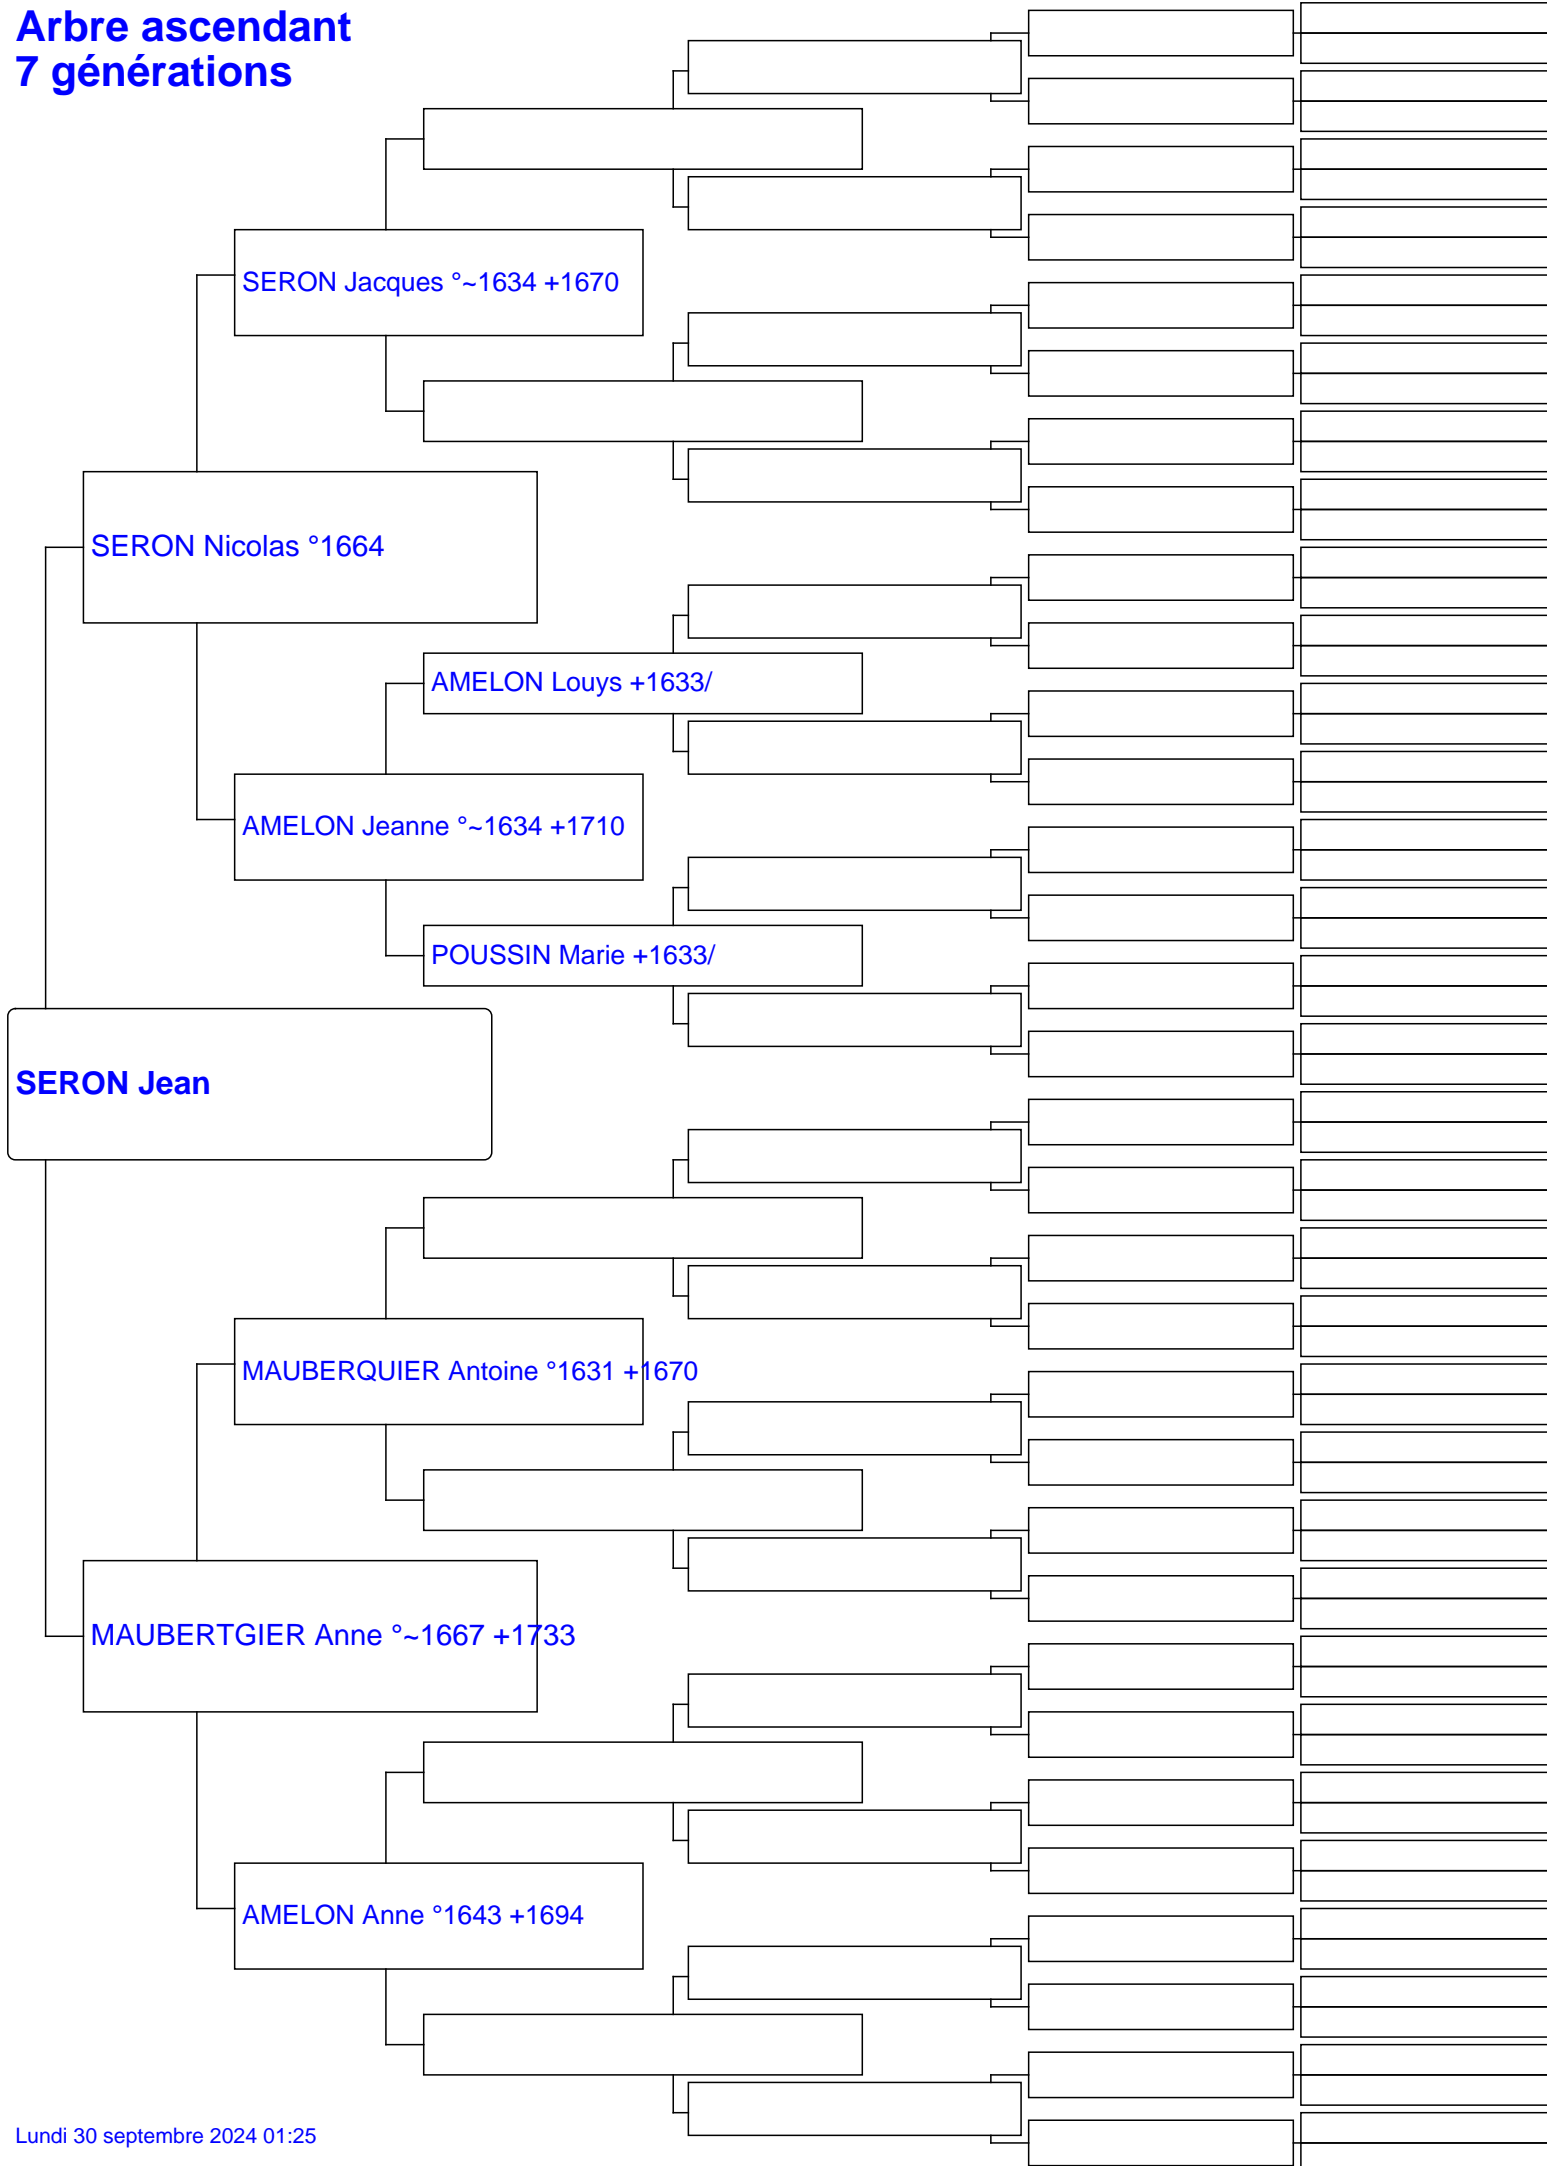 Arbre ascendant
7 générations
SERON Jacques °~1634 +1670
SERON Nicolas °1664
AMELON Louys +1633/
AMELON Jeanne °~1634 +1710
POUSSIN Marie +1633/
SERON Jean
MAUBERQUIER Antoine °1631 +1670
MAUBERTGIER Anne °~1667 +1733
AMELON Anne °1643 +1694
Lundi 30 septembre 2024 01:25